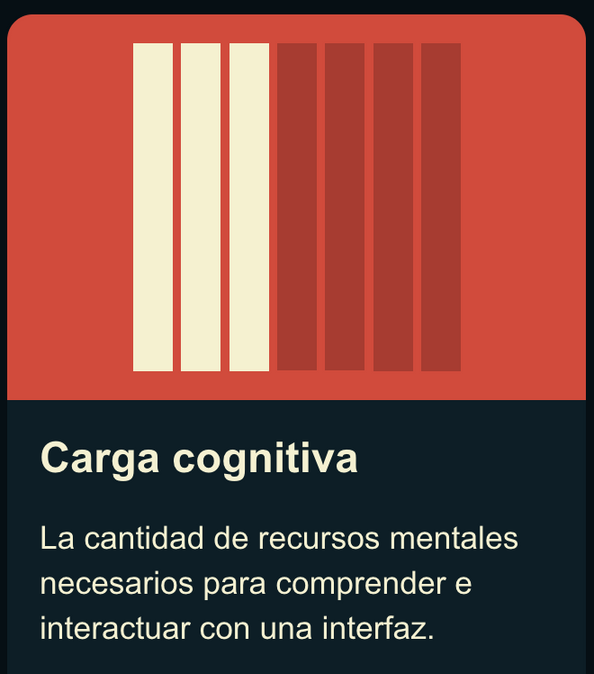 Carga cognitiva
La cantidad de recursos mentales
necesarios para comprender e
interactuar con una interfaz.